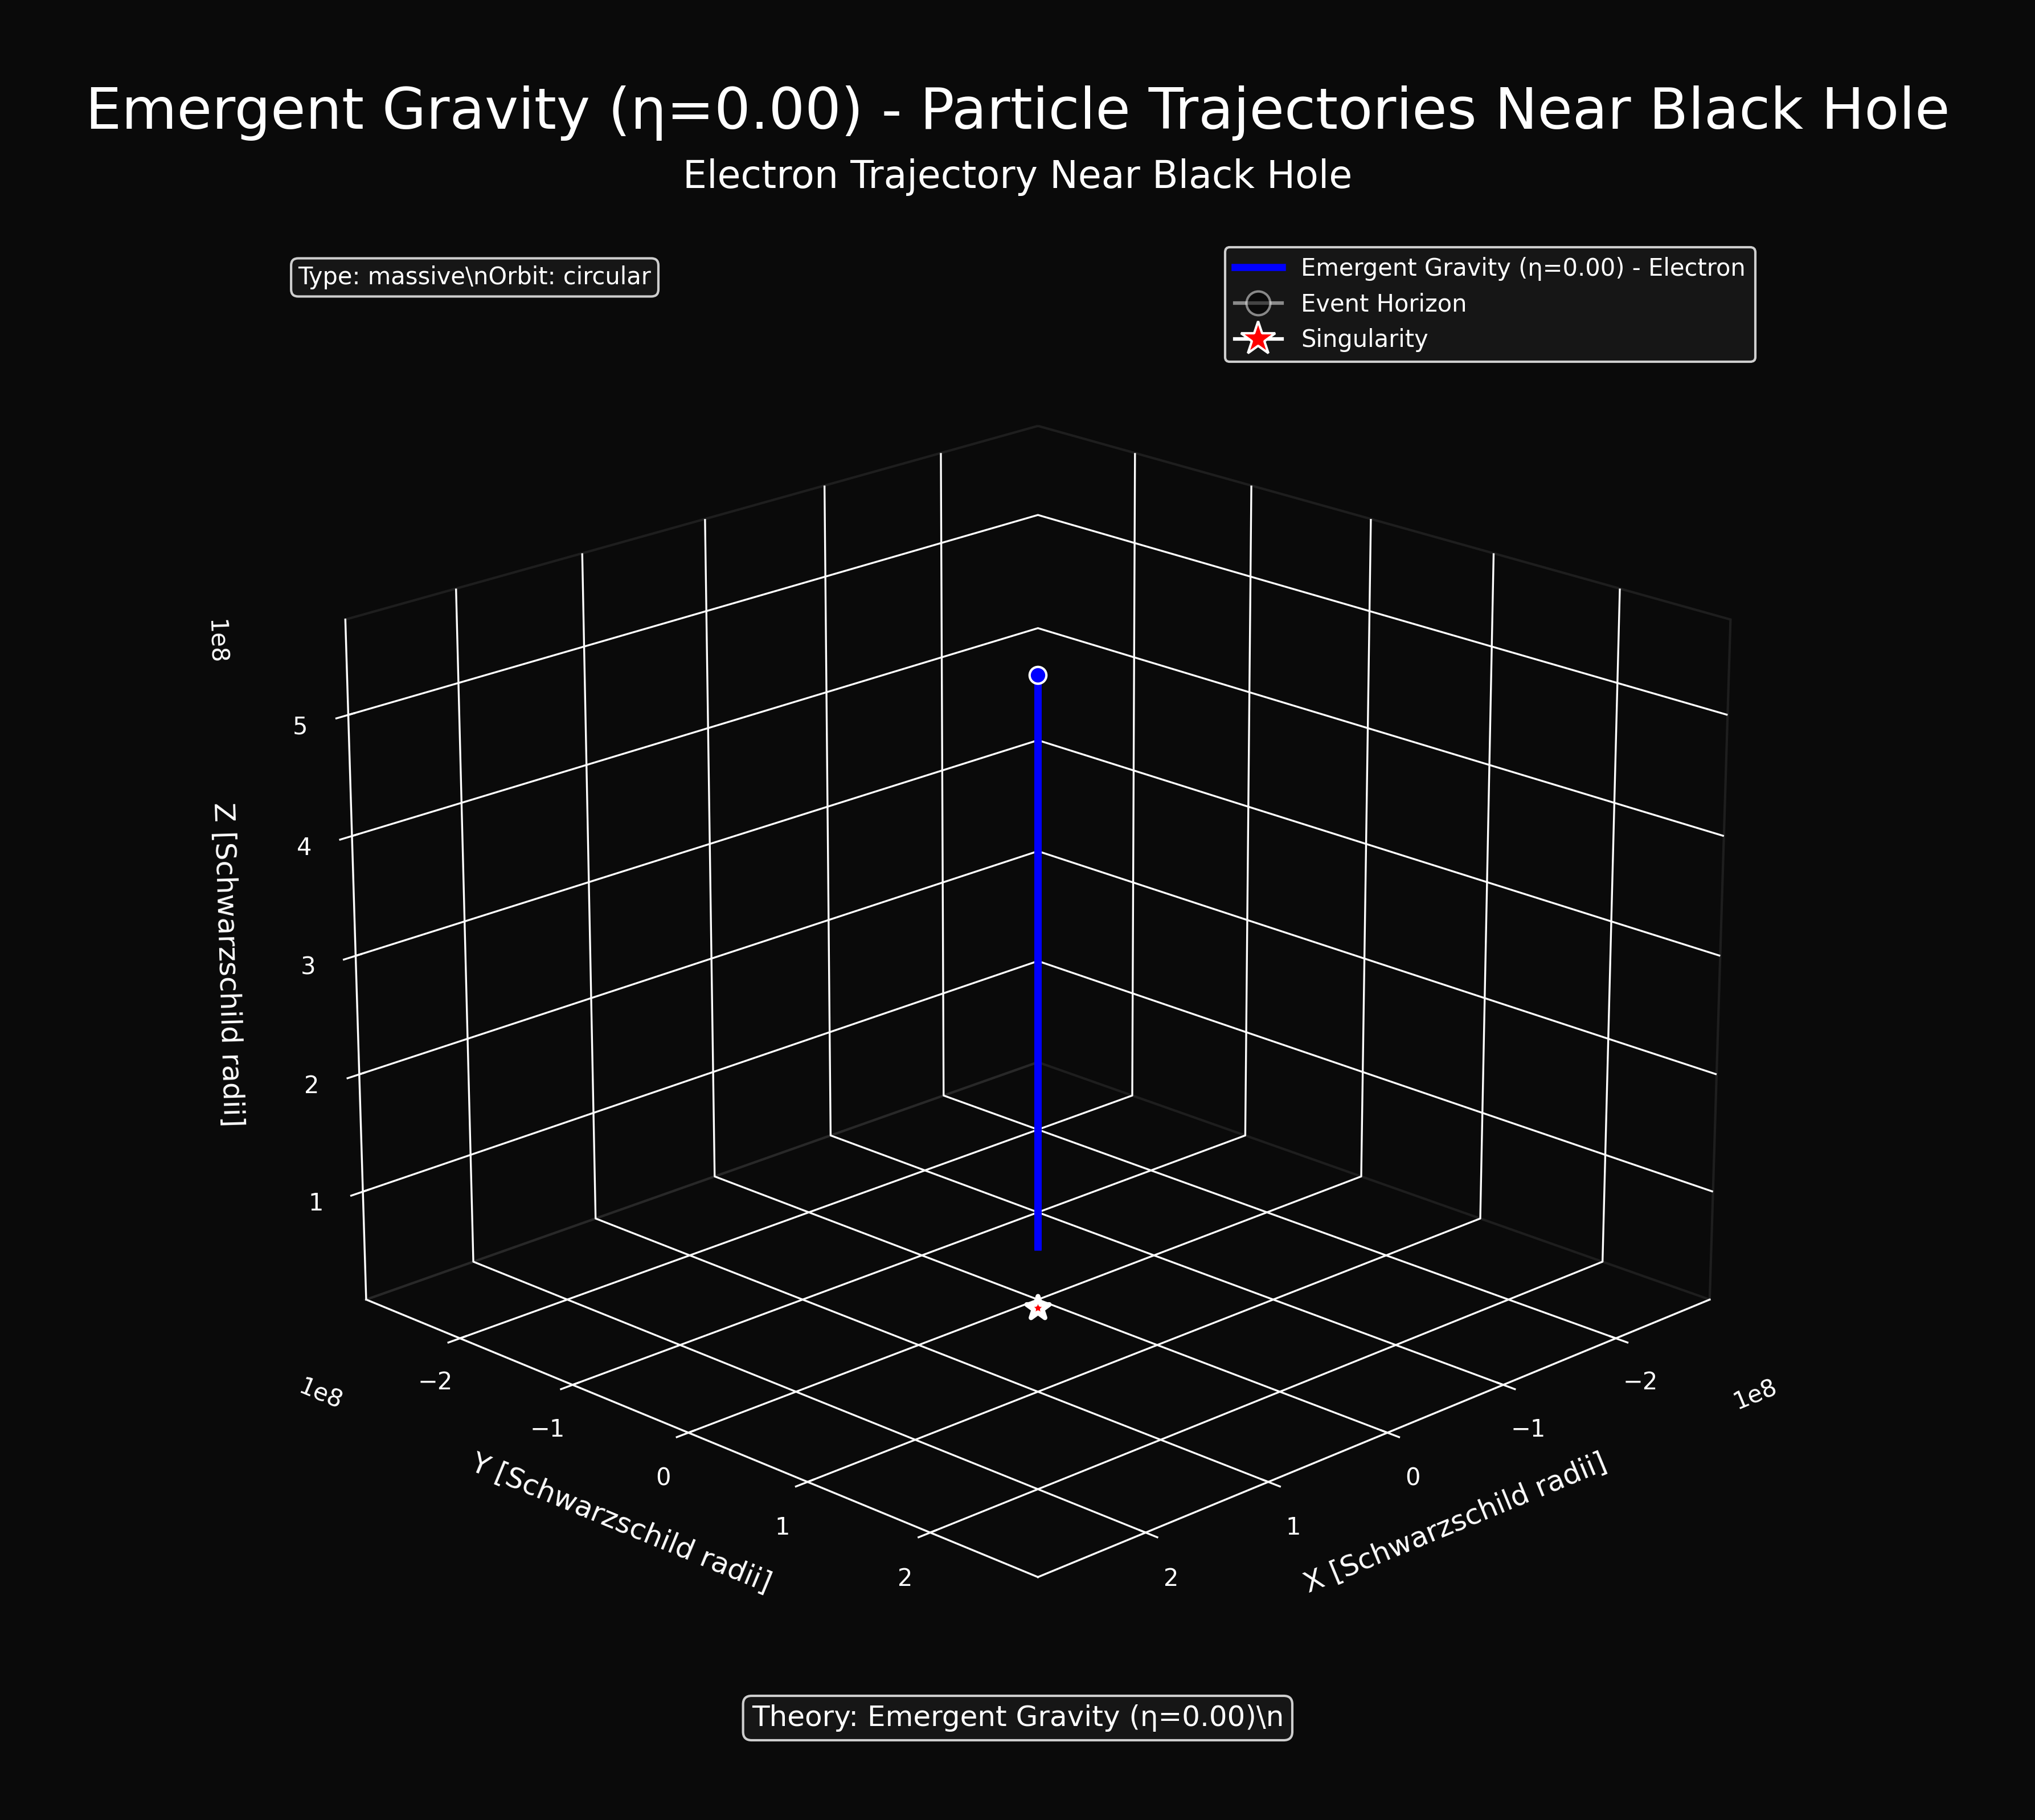 Emergent Gravity (η=0.00) - Particle Trajectories Near Black Hole
Electron Trajectory Near Black Hole
Type: massive\nOrbit: circular
Emergent Gravity (η=0.00) - Electron
Event Horizon
Singularity
1e8
5
4
3
2
1
Z [Schwarzschild radii]
1e8
−2
−1
0
1
2
Y [Schwarzschild radii]
1e8
−2
−1
0
1
2
X [Schwarzschild radii]
Theory: Emergent Gravity (η=0.00)\n